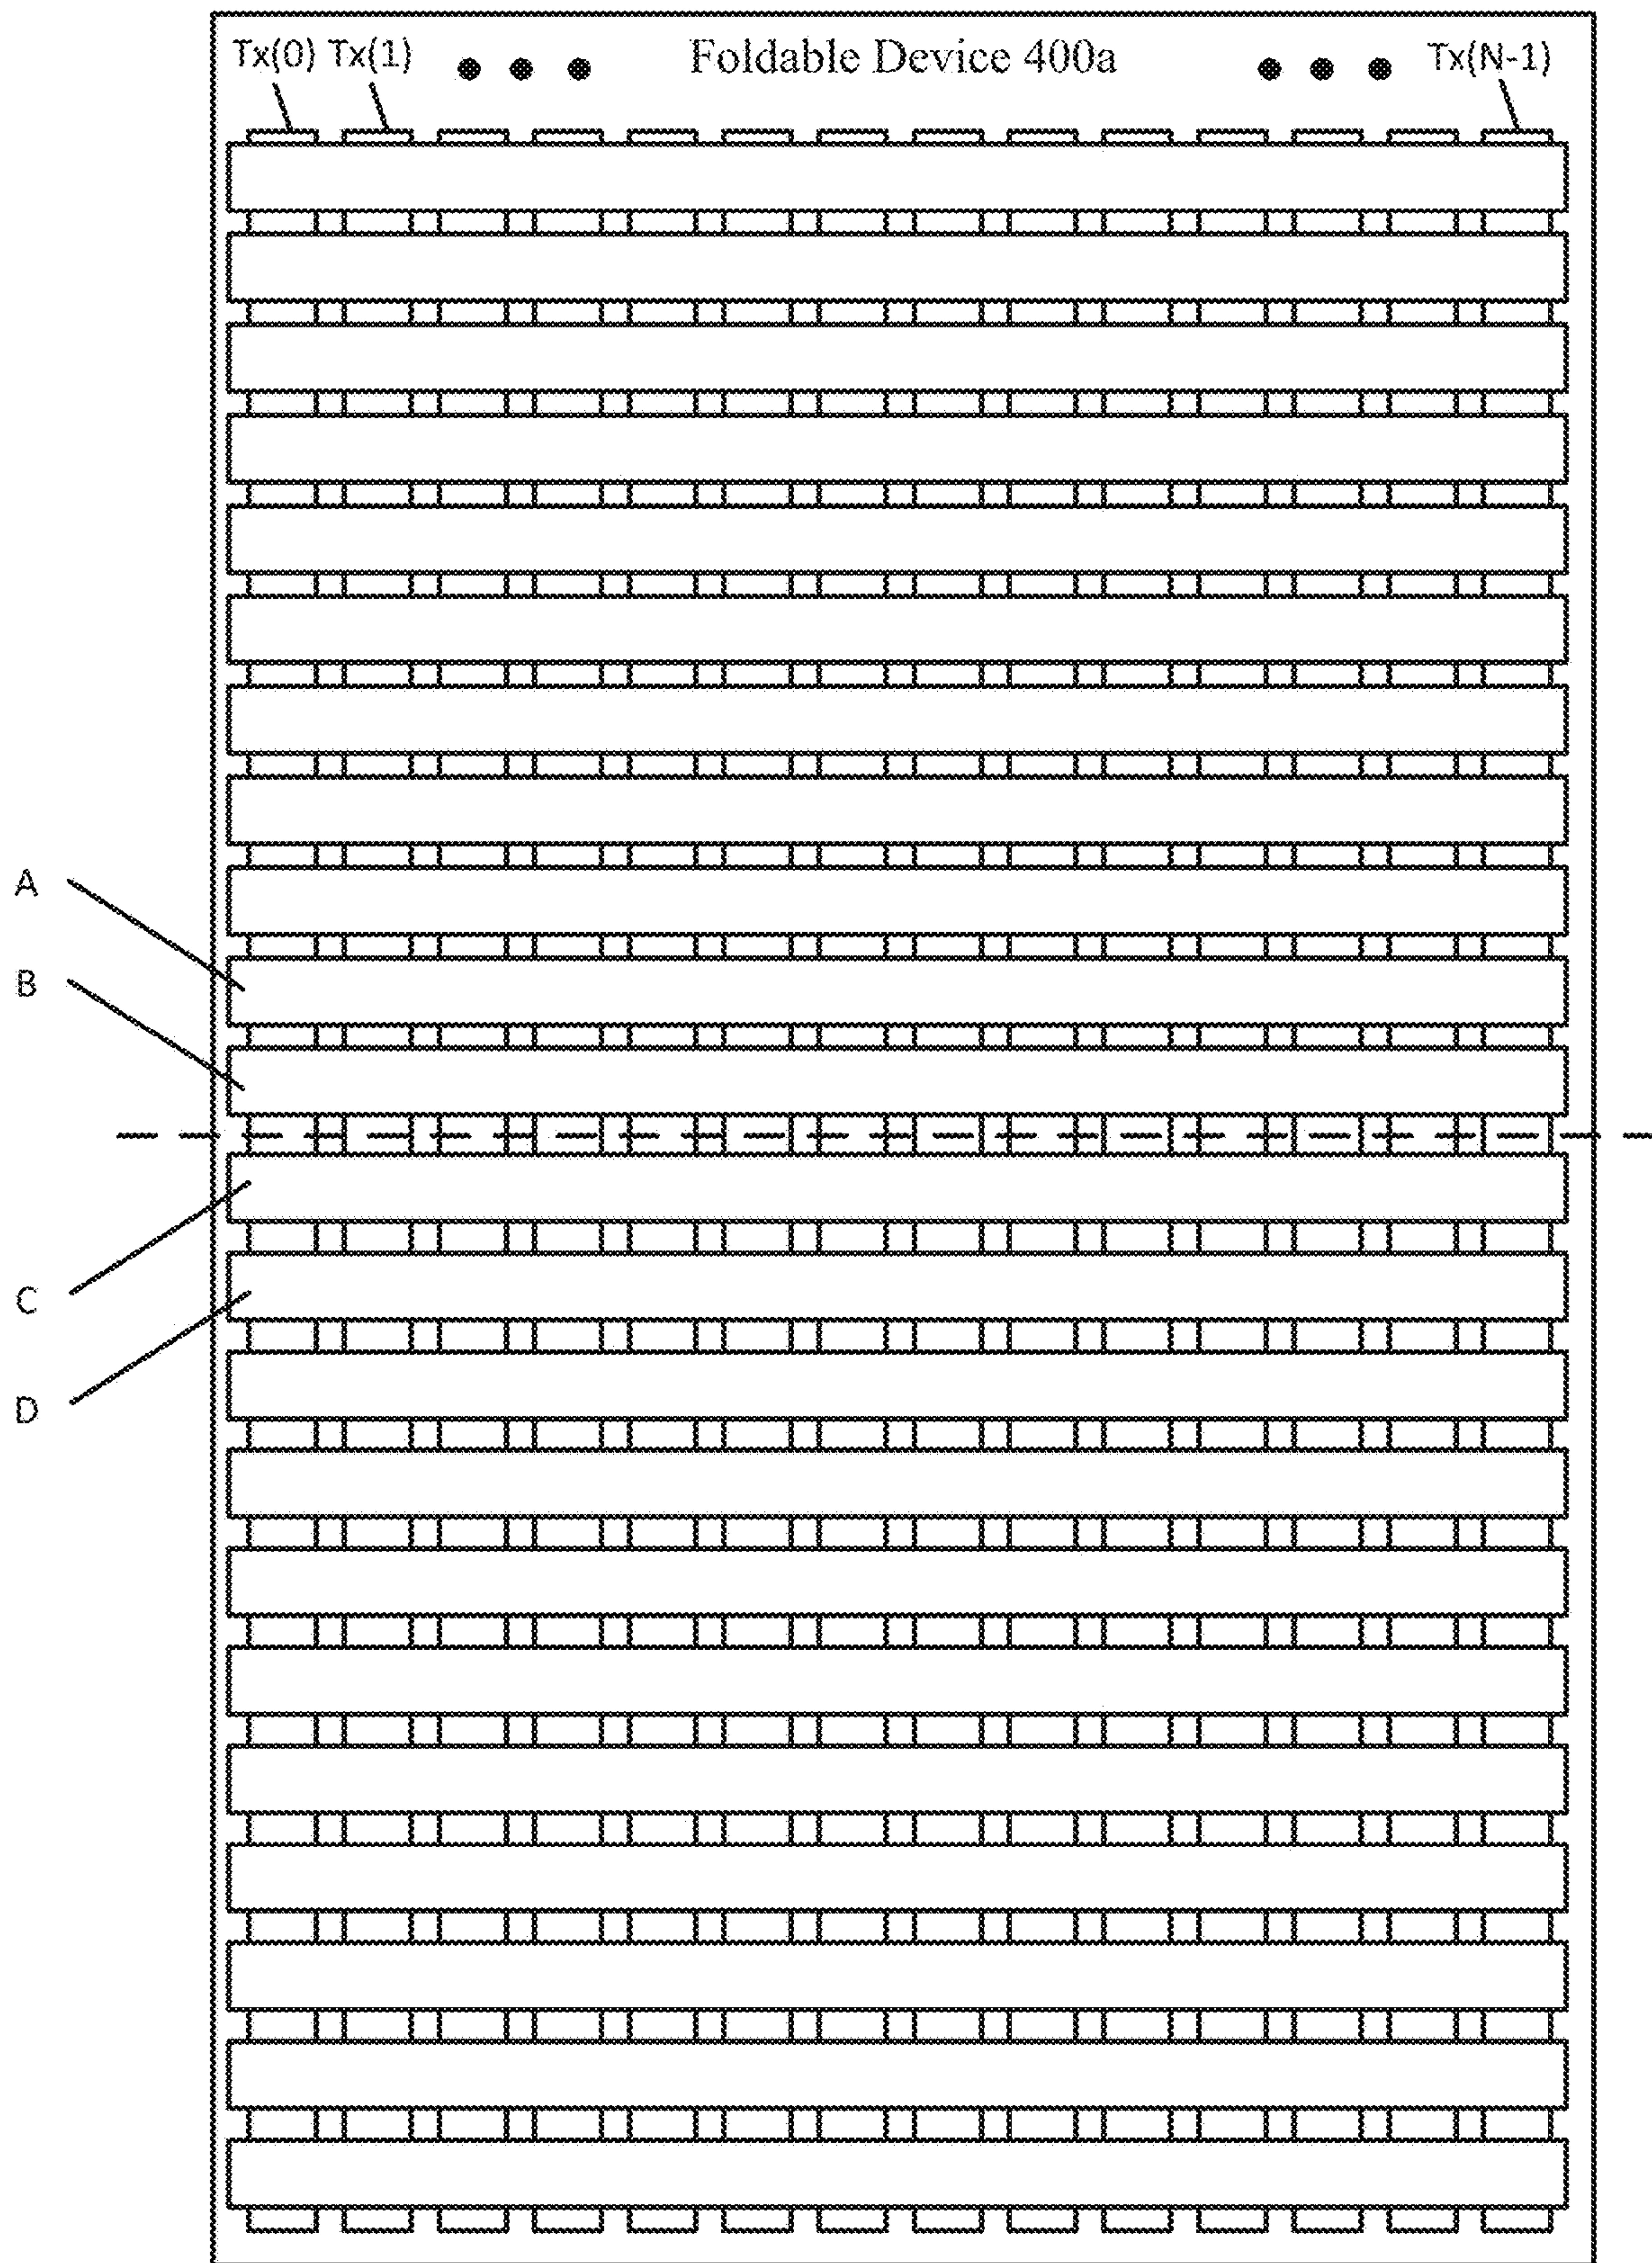 Tx(0) Tx(1) ● ● ● Foldable Device 400a ● ● ● Tx(N-1)
A
B
C
D